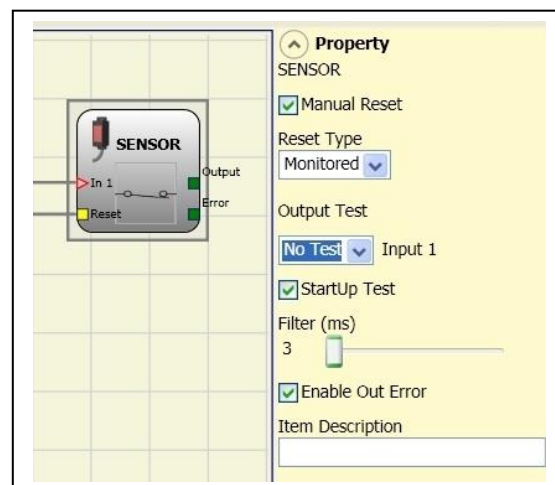 SENSOR
In 1
Reset
Output
Error
Property
SENSOR
Manual Reset
Reset Type
Monitored
Output Test
No Test Input 1
StartUp Test
Filter (ms)
3
Enable Out Error
Item Description